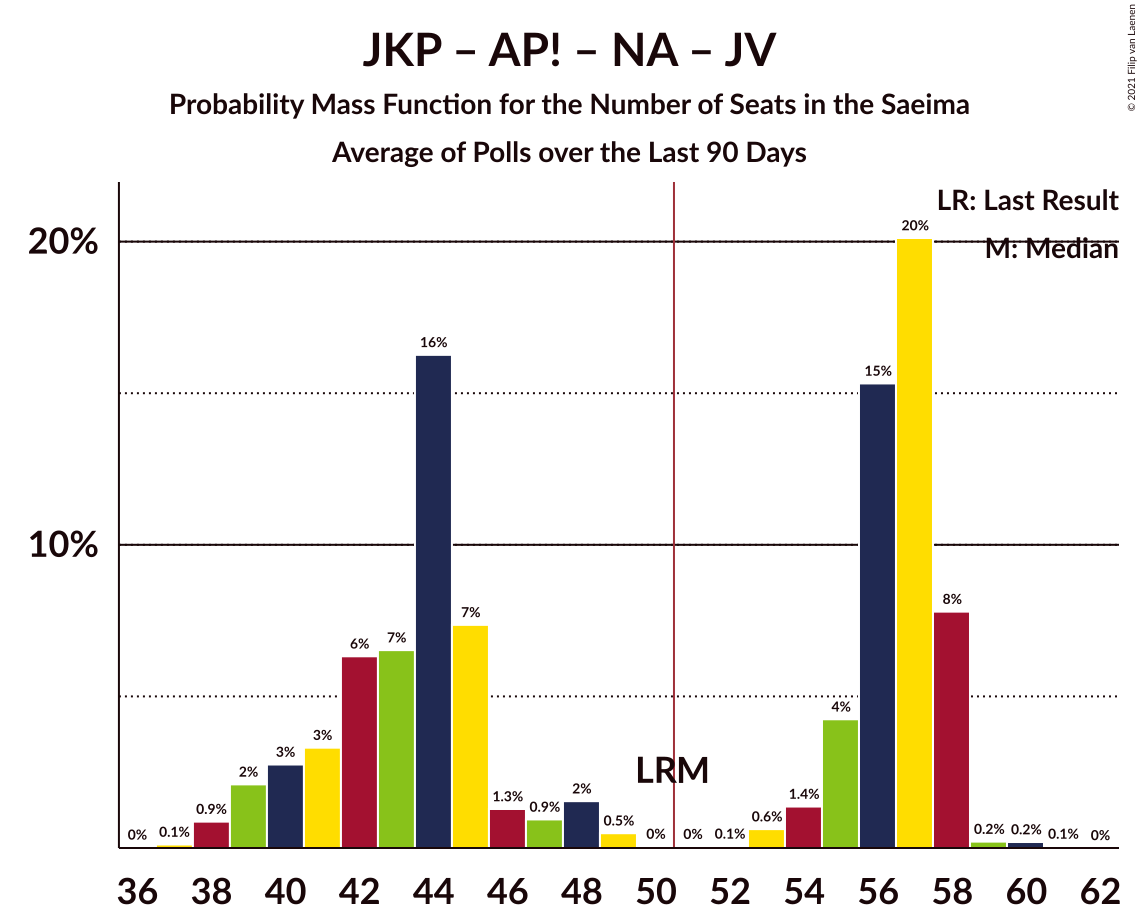 JKP – AP! – NA – JV
Probability Mass Function for the Number of Seats in the Saeima
Average of Polls over the Last 90 Days
© 2021 Filip van Laenen
LR: Last Result
M: Median
20%
10%
0% 0.1% 0.9% 2% 3% 3% 6% 7% 16% 7% 1.3% 0.9% 2% 0.5% 0% 0% 0.1% 0.6% 1.4% 4% 15% 20% 8% 0.2% 0.2% 0.1% 0%
LR M
36 38 40 42 44 46 48 50 52 54 56 58 60 62